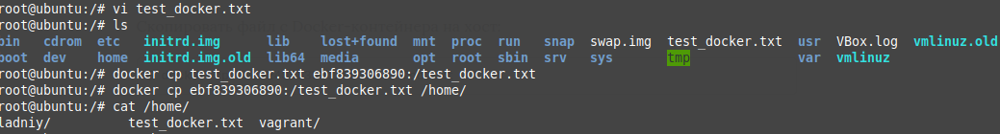 root@ubuntu:/# vi test_docker.txt
root@ubuntu:/# ls
bin cdrom etc initrd.img lib lost+found mnt proc run snap swap.img test_docker.txt usr VBox.log vmlinuz.old
boot dev home initrd.img.old lib64 media opt root sbin srv sys tmp var vmlinuz
root@ubuntu:/# docker cp test_docker.txt ebf839306890:/test_docker.txt
root@ubuntu:/# docker cp ebf839306890:/test_docker.txt /home/
root@ubuntu:/# cat /home/
ladniy/ test_docker.txt vagrant/